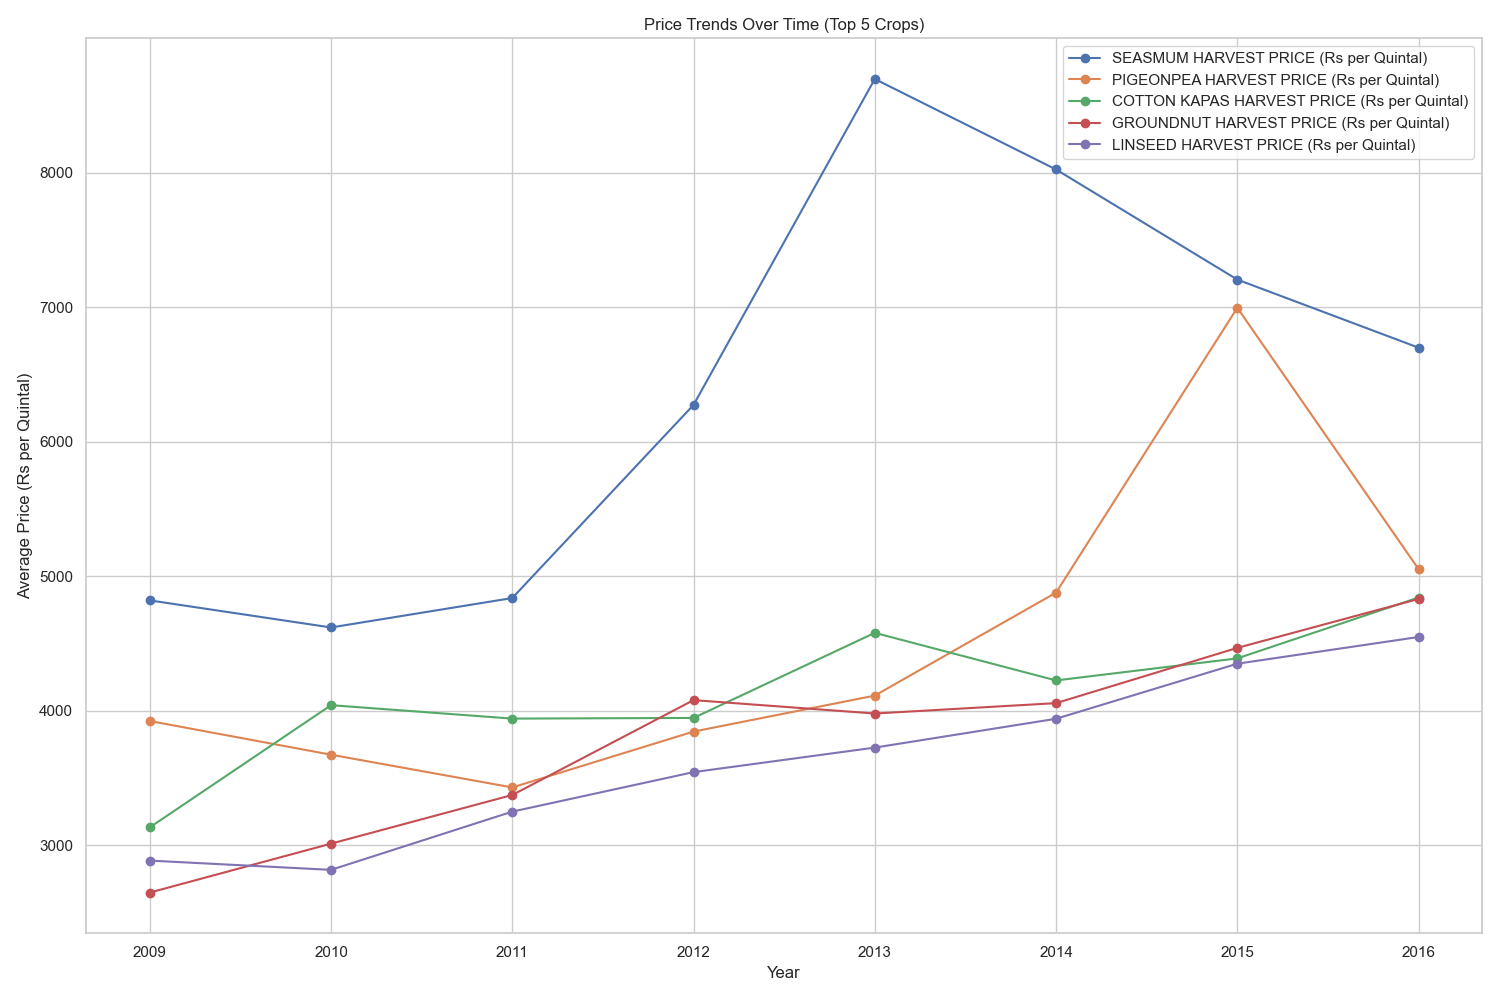 Price Trends Over Time (Top 5 Crops)
SEASMUM HARVEST PRICE (Rs per Quintal)
PIGEONPEA HARVEST PRICE (Rs per Quintal)
COTTON KAPAS HARVEST PRICE (Rs per Quintal)
GROUNDNUT HARVEST PRICE (Rs per Quintal)
LINSEED HARVEST PRICE (Rs per Quintal)
Average Price (Rs per Quintal)
8000
7000
6000
5000
4000
3000
2009 2010 2011 2012 2013 2014 2015 2016
Year